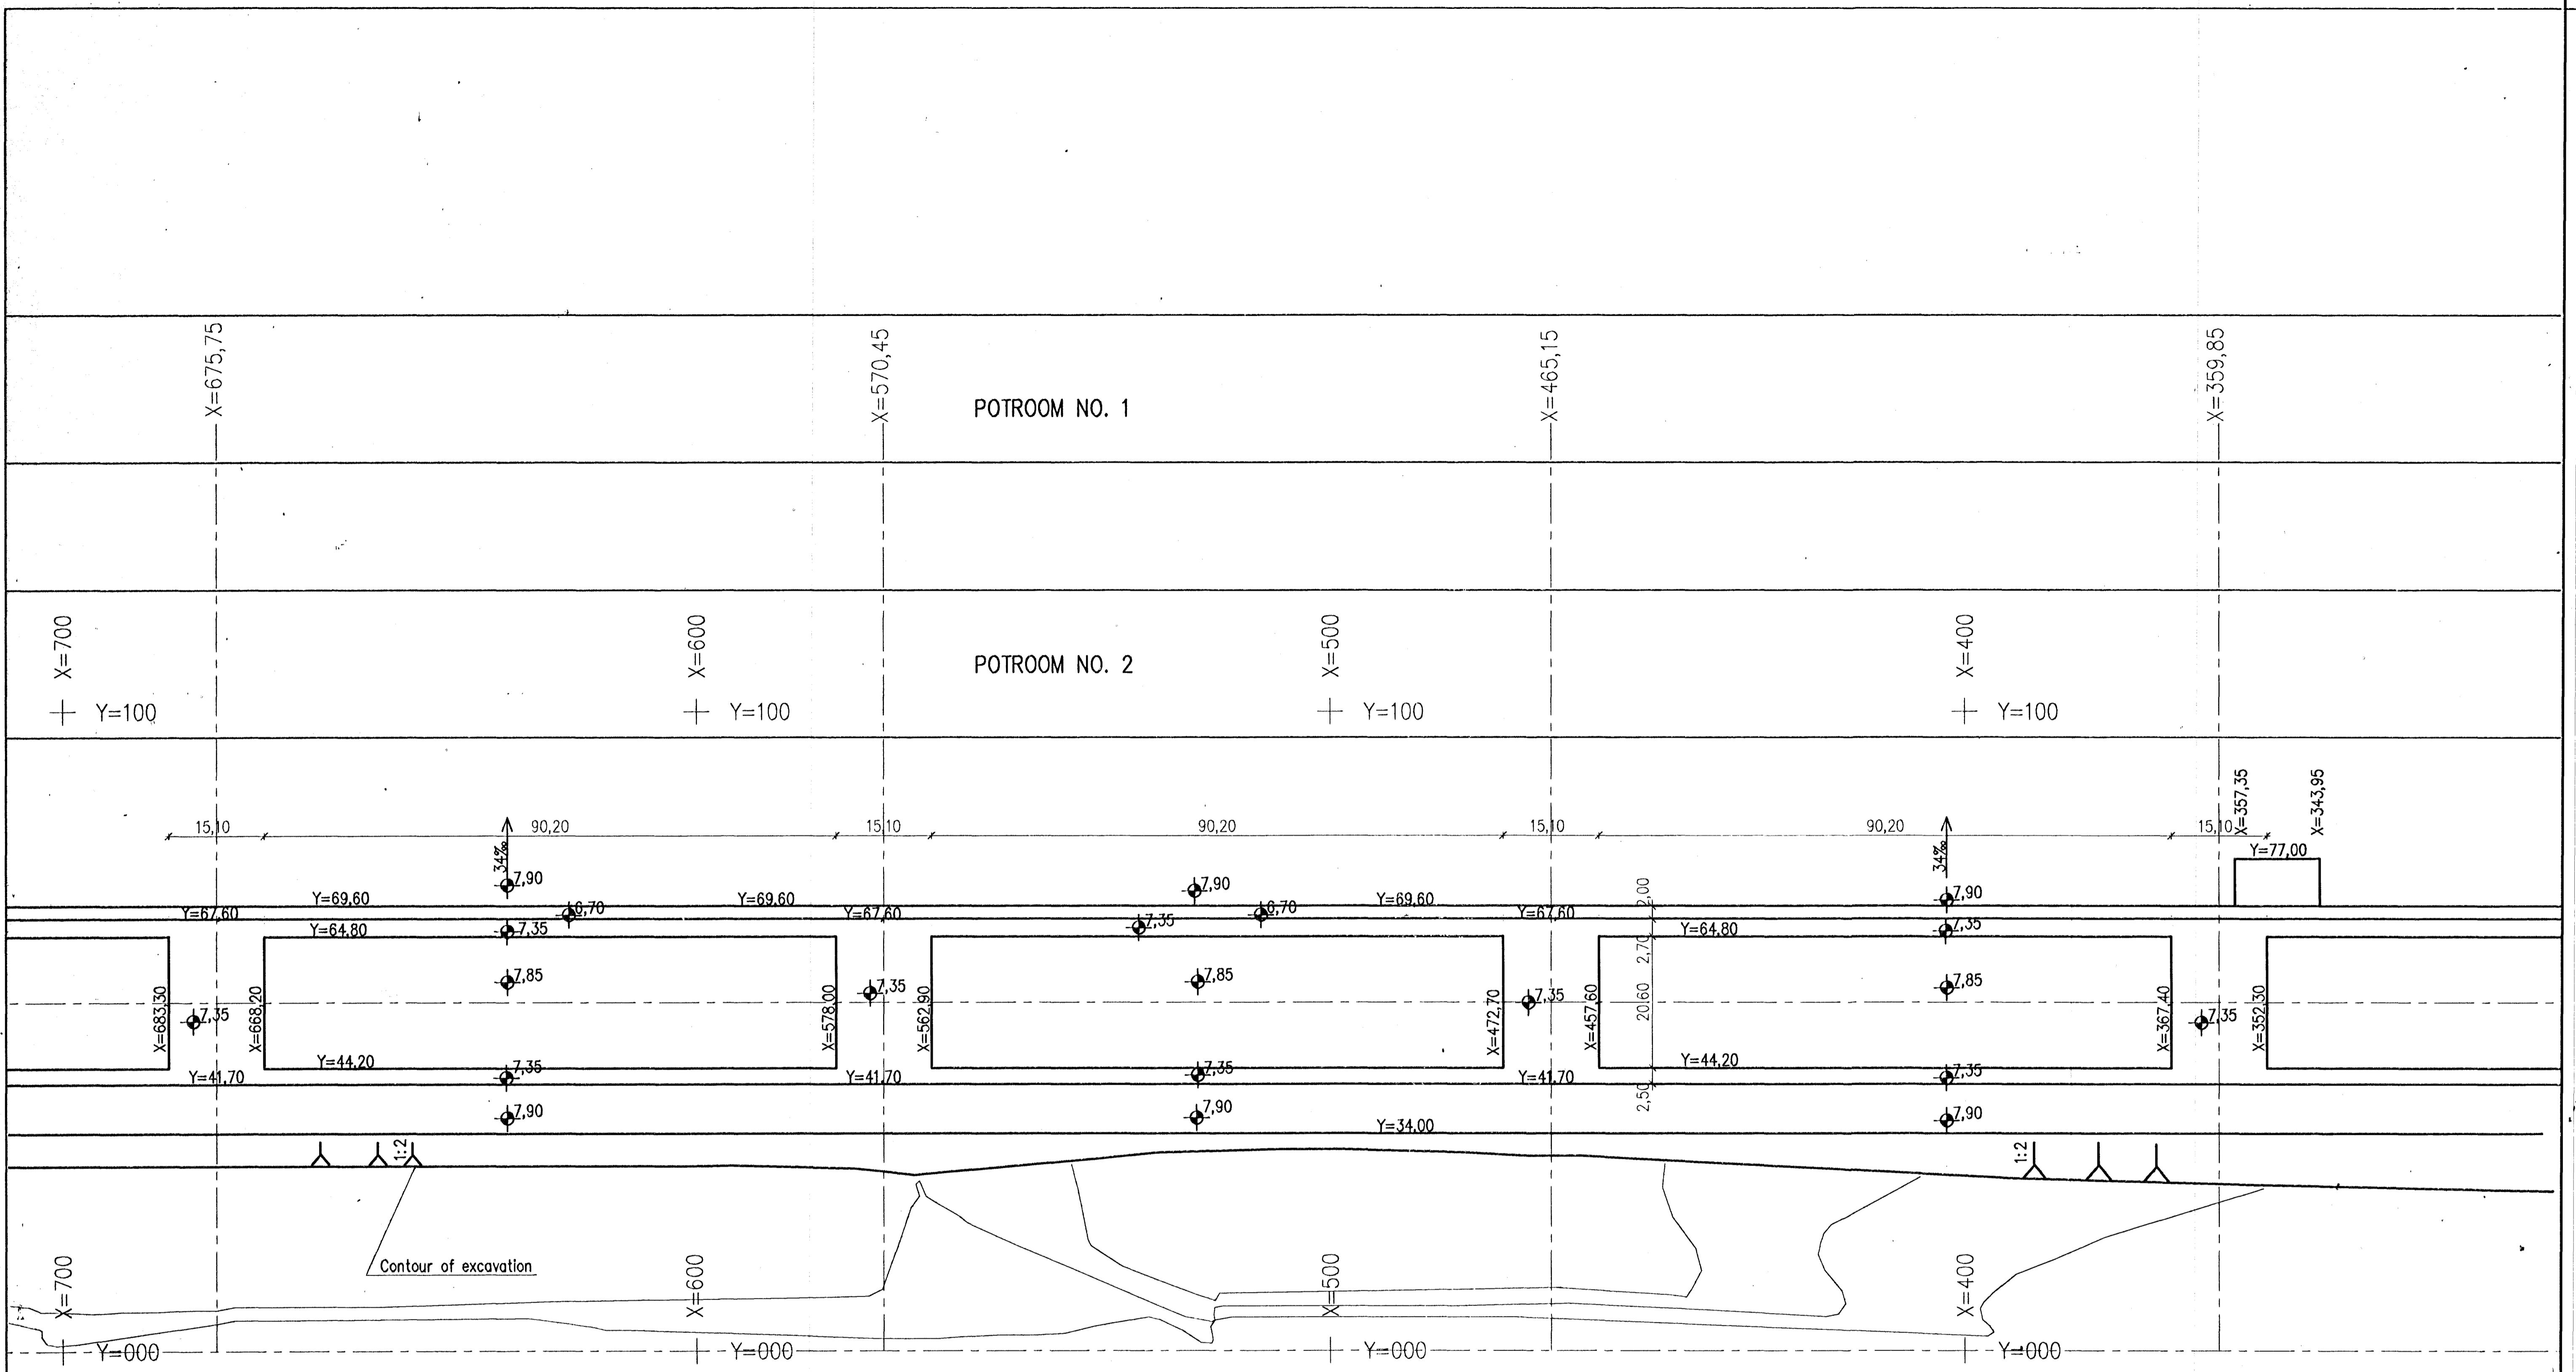 X=675,75
X=570,45
X=465,15
X=359,85
POTROOM NO. 1
X=700
X=600
X=500
X=400
POTROOM NO. 2
Y=100
Y=100
Y=100
Y=100
X=357,35
X=343,95
15,10
90,20
15,10
90,20
15,10
90,20
15,10
34‰
34‰
Y=77,00
7,90
7,90
7,90
2,00
Y=69,60
Y=69,60
Y=69,60
Y=67,60
6,70
Y=67,60
6,70
Y=67,60
Y=64,80
7,35
7,35
Y=64,80
7,35
2,70
7,85
7,85
7,85
X=683,30
7,35
X=668,20
X=578,00
7,35
X=562,90
X=472,70
7,35
X=457,60
20,60
X=367,40
7,35
X=352,30
Y=44,20
Y=44,20
Y=41,70
7,35
Y=41,70
7,35
Y=41,70
7,35
2,50
7,90
7,90
7,90
Y=34,00
1:2
1:2
Contour of excavation
X=700
X=600
X=500
X=400
Y=000
Y=000
Y=000
Y=000